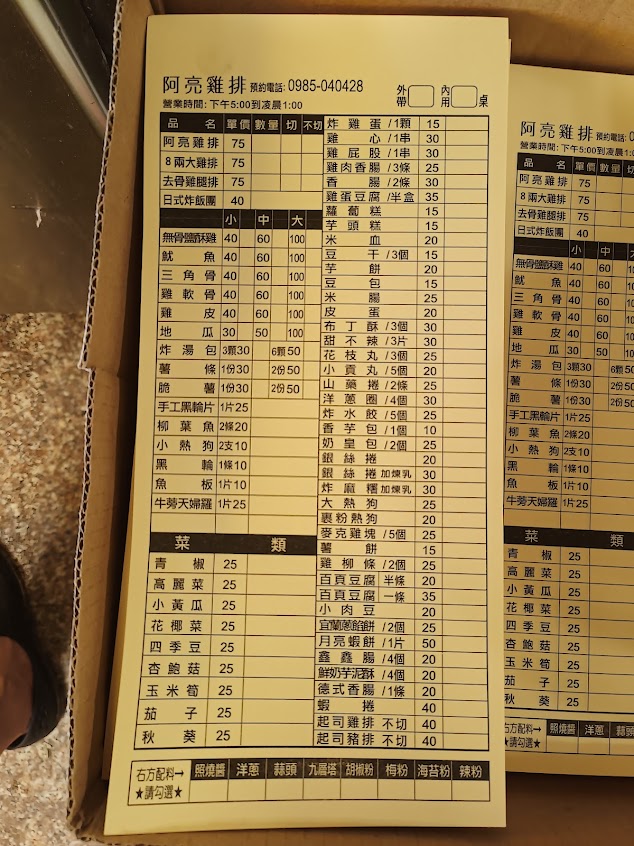 阿亮雞排 預約電話: 0985-040428 外帶 內用 桌
營業時間: 下午5:00到凌晨1:00
品名 單價 數量 切 不切
阿亮雞排 75
8兩大雞排 75
去骨雞腿排 75
日式炸飯團 40
小 中 大
無骨鹽酥雞 40 60 100
魷魚 40 60 100
三角骨 40 60 100
雞軟骨 40 60 100
雞皮 40 60 100
地瓜 30 50 100
炸湯包 3顆30 6顆50
薯條 1份30 2份50
脆薯 1份30 2份50
手工黑輪片 1片25
柳葉魚 2條20
小熱狗 2支10
黑輪 1條10
魚板 1片10
牛蒡天婦羅 1片25
菜類
青椒 25
高麗菜 25
小黃瓜 25
花椰菜 25
四季豆 25
杏鮑菇 25
玉米筍 25
茄子 25
秋葵 25
炸雞蛋/1顆 15
雞心/1串 30
雞屁股/1串 30
雞肉香腸/3條 25
香腸/2條 30
雞蛋豆腐/半盒 35
蘿蔔糕 15
芋頭糕 15
米血 20
豆干/3個 15
芋餅 20
豆包 15
米腸 25
皮蛋 20
布丁酥/3個 30
甜不辣/3片 30
花枝丸/3個 25
小貢丸/5個 20
山藥捲/2條 25
洋蔥圈/4個 30
炸水餃/5個 25
香芋包/1個 10
奶皇包/2個 25
銀絲捲 20
銀絲捲 加煉乳 30
炸麻糬 加煉乳 30
大熱狗 25
裹粉熱狗 20
麥克雞塊/5個 25
薯餅 15
雞柳條/2個 25
百頁豆腐 半條 20
百頁豆腐 一條 35
小肉豆 20
宜蘭蔥餡餅/2個 25
月亮蝦餅/1片 50
鑫鑫腸/4個 20
鮮奶芋泥酥/4個 20
德式香腸/1條 20
蝦捲 40
起司雞排 不切 40
起司豬排 不切 40
右方配料→ 照燒醬 洋蔥 蒜頭 九層塔 胡椒粉 梅粉 海苔粉 辣粉
★請勾選★
阿亮雞排 預約電話:
營業時間: 下午5:00到凌晨1:00
品名 單價 數量 切
阿亮雞排 75
8兩大雞排 75
去骨雞腿排 75
日式炸飯團 40
小 中 大
無骨鹽酥雞 40 60 100
魷魚 40 60 100
三角骨 40 60 100
雞軟骨 40 60 100
雞皮 40 60 100
地瓜 30 50 100
炸湯包 3顆30 6顆50
薯條 1份30 2份50
脆薯 1份30 2份50
手工黑輪片 1片25
柳葉魚 2條20
小熱狗 2支10
黑輪 1條10
魚板 1片10
牛蒡天婦羅 1片25
菜類
青椒 25
高麗菜 25
小黃瓜 25
花椰菜 25
四季豆 25
杏鮑菇 25
玉米筍 25
茄子 25
秋葵 25
右方配料→ 照燒醬 洋蔥 蒜頭
★請勾選★